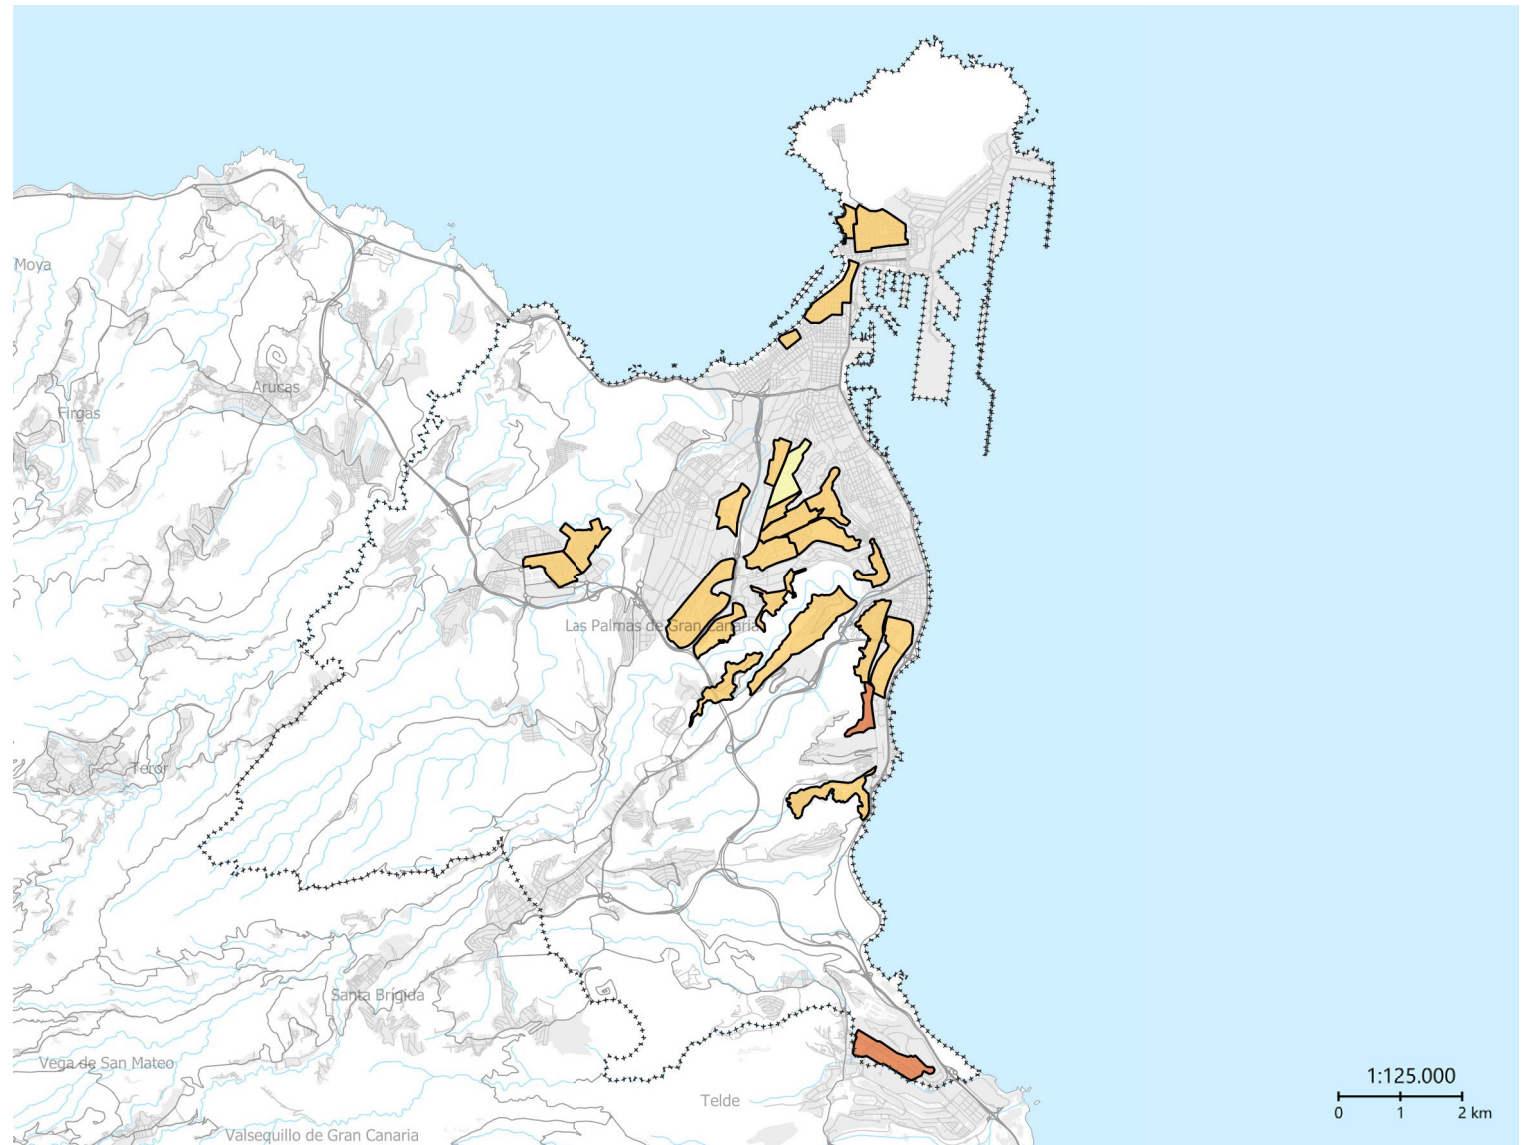 Moya
Arucas
Firgas
Las Palmas de Gran Canaria
Teror
Santa Brígida
Vega de San Mateo
Telde
Valsequillo de Gran Canaria
1:125.000
0 1 2 km